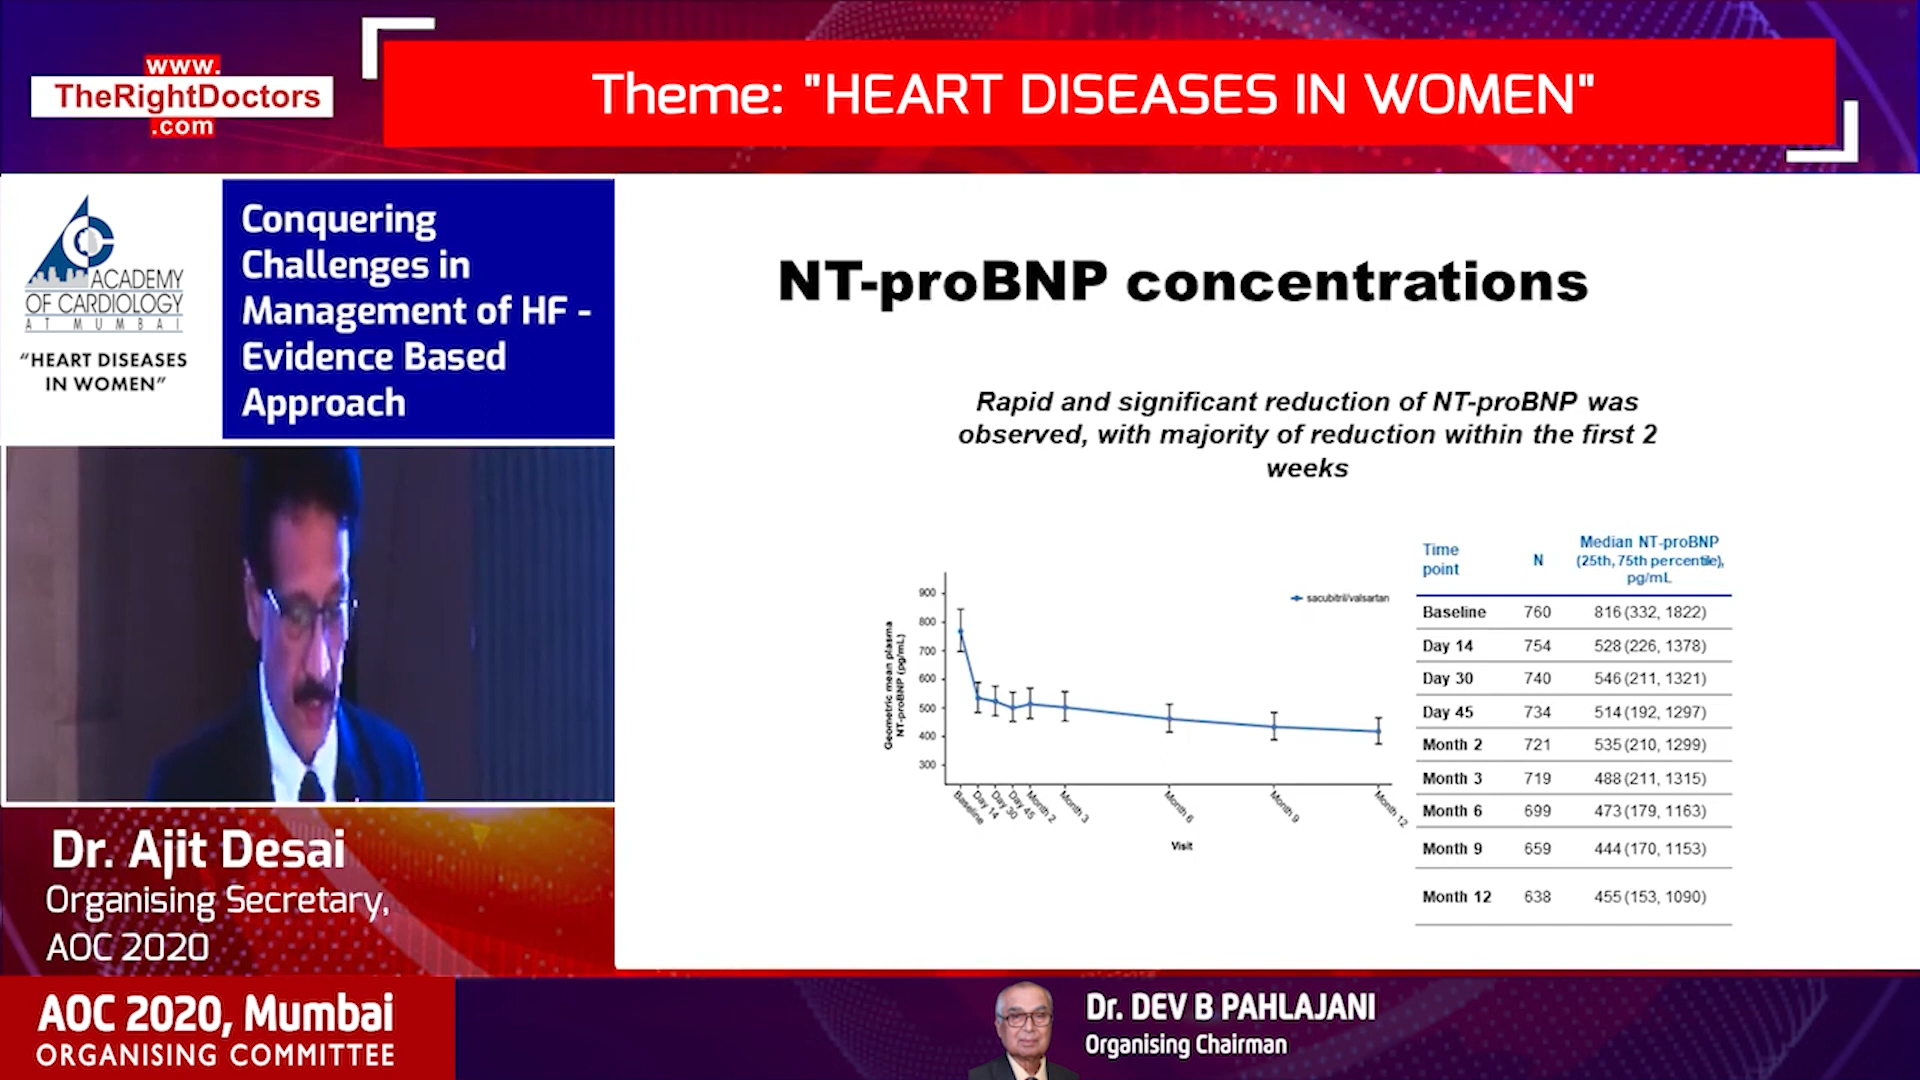 www.
TheRightDoctors
.com
Theme: "HEART DISEASES IN WOMEN"
ACADEMY
OF CARDIOLOGY
AT MUMBAI
“HEART DISEASES
IN WOMEN”
Conquering
Challenges in
Management of HF -
Evidence Based
Approach
NT-proBNP concentrations
Rapid and significant reduction of NT-proBNP was
observed, with majority of reduction within the first 2
weeks
Geometric mean plasma
NT-proBNP (pg/mL)
900
800
700
600
500
400
300
sacubitril/valsartan
Baseline
Day 14
Day 30
Day 45
Month 2
Month 3
Month 6
Month 9
Month 12
Visit
Time
point
N
Median NT-proBNP
(25th, 75th percentile),
pg/mL
Baseline 760 816 (332, 1822)
Day 14 754 528 (226, 1378)
Day 30 740 546 (211, 1321)
Day 45 734 514 (192, 1297)
Month 2 721 535 (210, 1299)
Month 3 719 488 (211, 1315)
Month 6 699 473 (179, 1163)
Month 9 659 444 (170, 1153)
Month 12 638 455 (153, 1090)
Dr. Ajit Desai
Organising Secretary,
AOC 2020
AOC 2020, Mumbai
ORGANISING COMMITTEE
Dr. DEV B PAHLAJANI
Organising Chairman